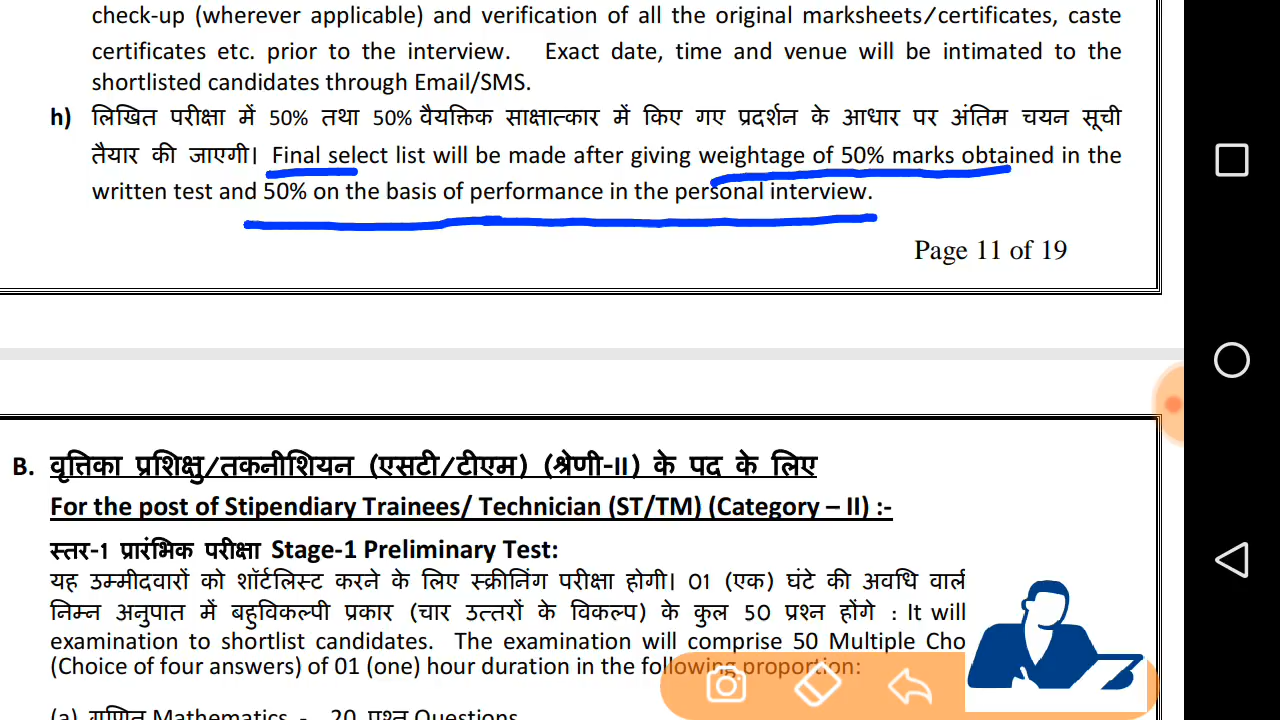 check-up (wherever applicable) and verification of all the original marksheets/certificates, caste
certificates etc. prior to the interview. Exact date, time and venue will be intimated to the
shortlisted candidates through Email/SMS.
h) लिखित परीक्षा में 50% तथा 50% वैयक्तिक साक्षात्कार में किए गए प्रदर्शन के आधार पर अंतिम चयन सूची
तैयार की जाएगी। Final select list will be made after giving weightage of 50% marks obtained in the
written test and 50% on the basis of performance in the personal interview.
Page 11 of 19
B. वृत्तिका प्रशिक्षु/तकनीशियन (एसटी/टीएम) (श्रेणी-II) के पद के लिए
For the post of Stipendiary Trainees/ Technician (ST/TM) (Category – II) :-
स्तर-1 प्रारंभिक परीक्षा Stage-1 Preliminary Test:
यह उम्मीदवारों को शॉर्टलिस्ट करने के लिए स्क्रीनिंग परीक्षा होगी। 01 (एक) घंटे की अवधि
निम्न अनुपात में बहुविकल्पी प्रकार (चार उत्तरों के विकल्प) के कुल 50 प्रश्न होंगे : It will
examination to shortlist candidates. The examination will comprise 50 Multiple Cho
(Choice of four answers) of 01 (one) hour duration in the following proportion:
(a) गणित Mathematics - 20 प्रश्न Questions